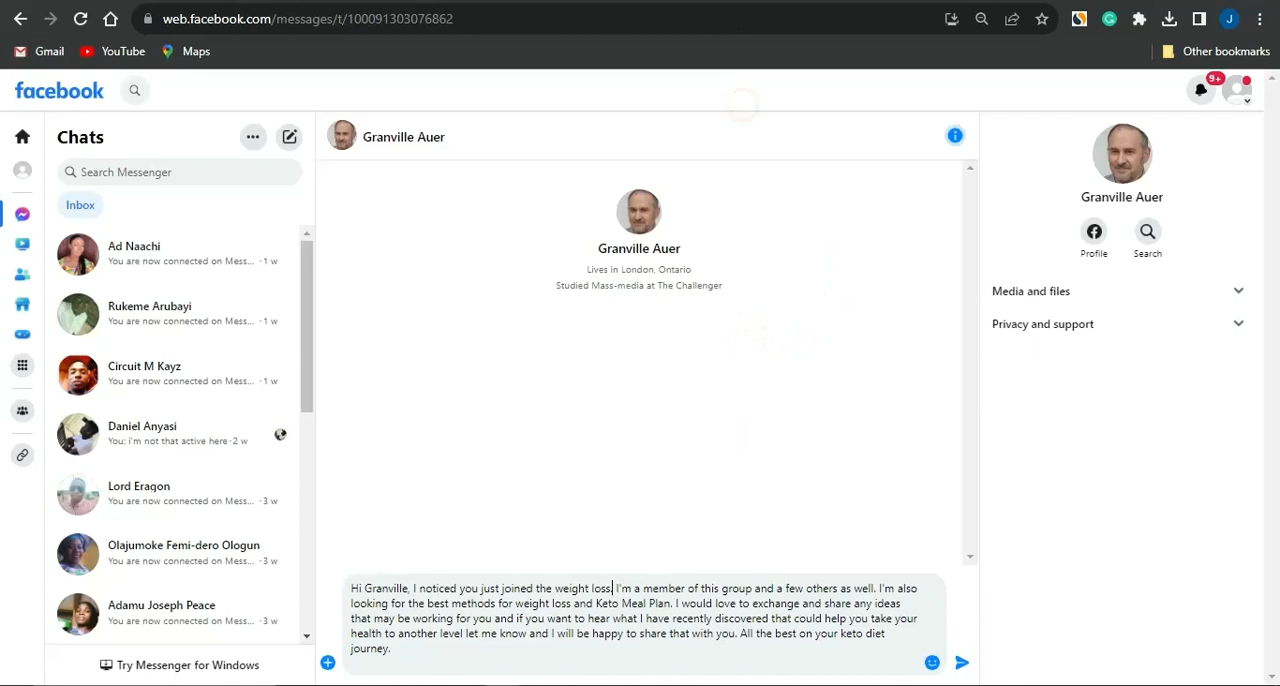 web.facebook.com/messages/t/100091303076862
J
Gmail
YouTube
Maps
Other bookmarks
facebook
9+
Chats
Search Messenger
Inbox
Ad Naachi
You are now connected on Mess... · 1 w
Rukeme Arubayi
You are now connected on Mess... · 1 w
Circuit M Kayz
You are now connected on Mess... · 1 w
Daniel Anyasi
You: i'm not that active here · 2 w
Lord Eragon
You are now connected on Mess... · 3 w
Olajumoke Femi-dero Ologun
You are now connected on Mess... · 3 w
Adamu Joseph Peace
You are now connected on Mess... · 3 w
Try Messenger for Windows
Granville Auer
Granville Auer
Lives in London, Ontario
Studied Mass-media at The Challenger
Hi Granville, I noticed you just joined the weight loss. I'm a member of this group and a few others as well. I'm also
looking for the best methods for weight loss and Keto Meal Plan. I would love to exchange and share any ideas
that may be working for you and if you want to hear what I have recently discovered that could help you take your
health to another level let me know and I will be happy to share that with you. All the best on your keto diet
journey.
Granville Auer
Profile
Search
Media and files
Privacy and support